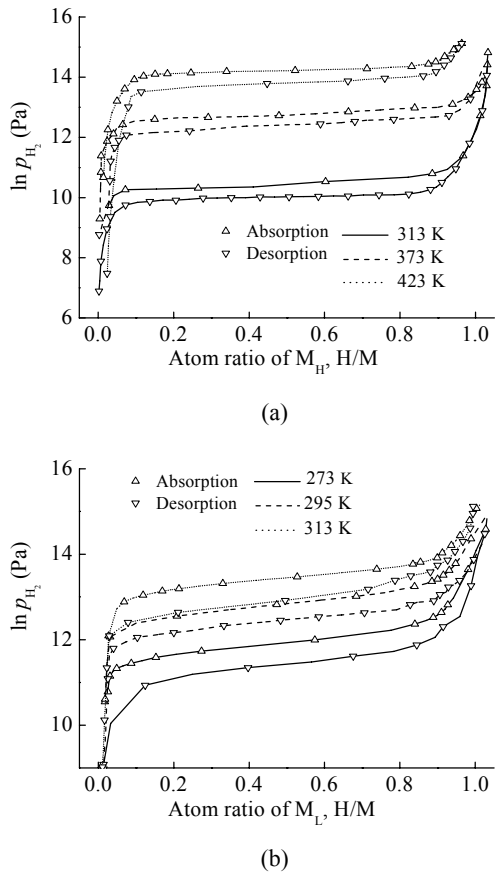 (a)
16
14
12
10
8
6
ln p_H2 (Pa)
Absorption 313 K
Desorption 373 K
423 K
0.0 0.2 0.4 0.6 0.8 1.0
Atom ratio of M_H, H/M
(a)
16
14
12
10
ln p_H2 (Pa)
Absorption 273 K
Desorption 295 K
313 K
0.0 0.2 0.4 0.6 0.8 1.0
Atom ratio of M_L, H/M
(b)